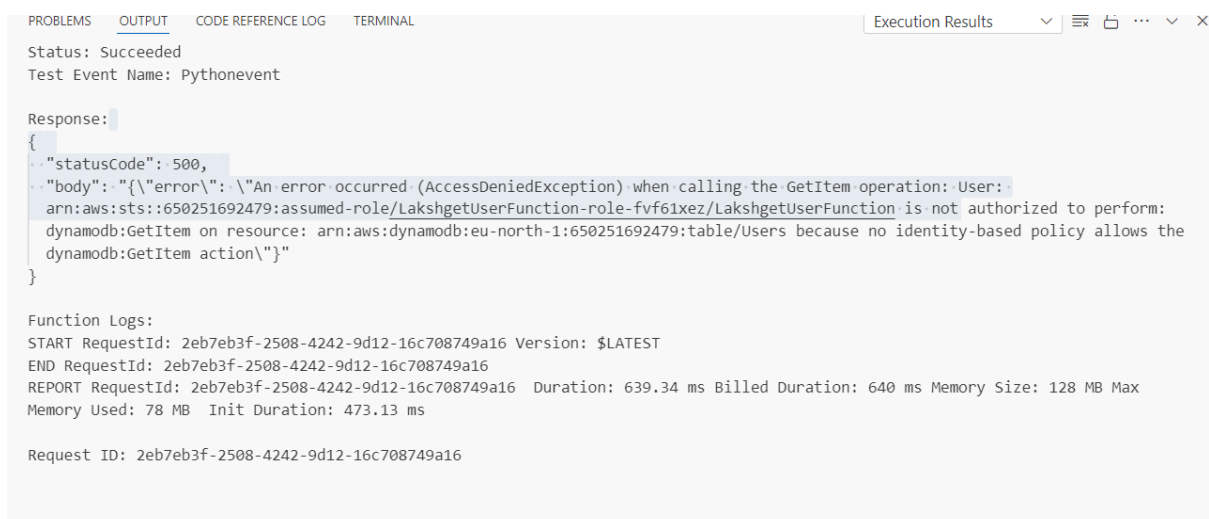 PROBLEMS OUTPUT CODE REFERENCE LOG TERMINAL Execution Results
Status: Succeeded
Test Event Name: Pythonevent
Response:
{
"statusCode": 500,
"body": "{\"error\": \"An error occurred (AccessDeniedException) when calling the GetItem operation: User:
arn:aws:sts::650251692479:assumed-role/LakshgetUserFunction-role-fvf61xez/LakshgetUserFunction is not authorized to perform:
dynamodb:GetItem on resource: arn:aws:dynamodb:eu-north-1:650251692479:table/Users because no identity-based policy allows the
dynamodb:GetItem action\"}"
}
Function Logs:
START RequestId: 2eb7eb3f-2508-4242-9d12-16c708749a16 Version: $LATEST
END RequestId: 2eb7eb3f-2508-4242-9d12-16c708749a16
REPORT RequestId: 2eb7eb3f-2508-4242-9d12-16c708749a16 Duration: 639.34 ms Billed Duration: 640 ms Memory Size: 128 MB Max
Memory Used: 78 MB Init Duration: 473.13 ms
Request ID: 2eb7eb3f-2508-4242-9d12-16c708749a16